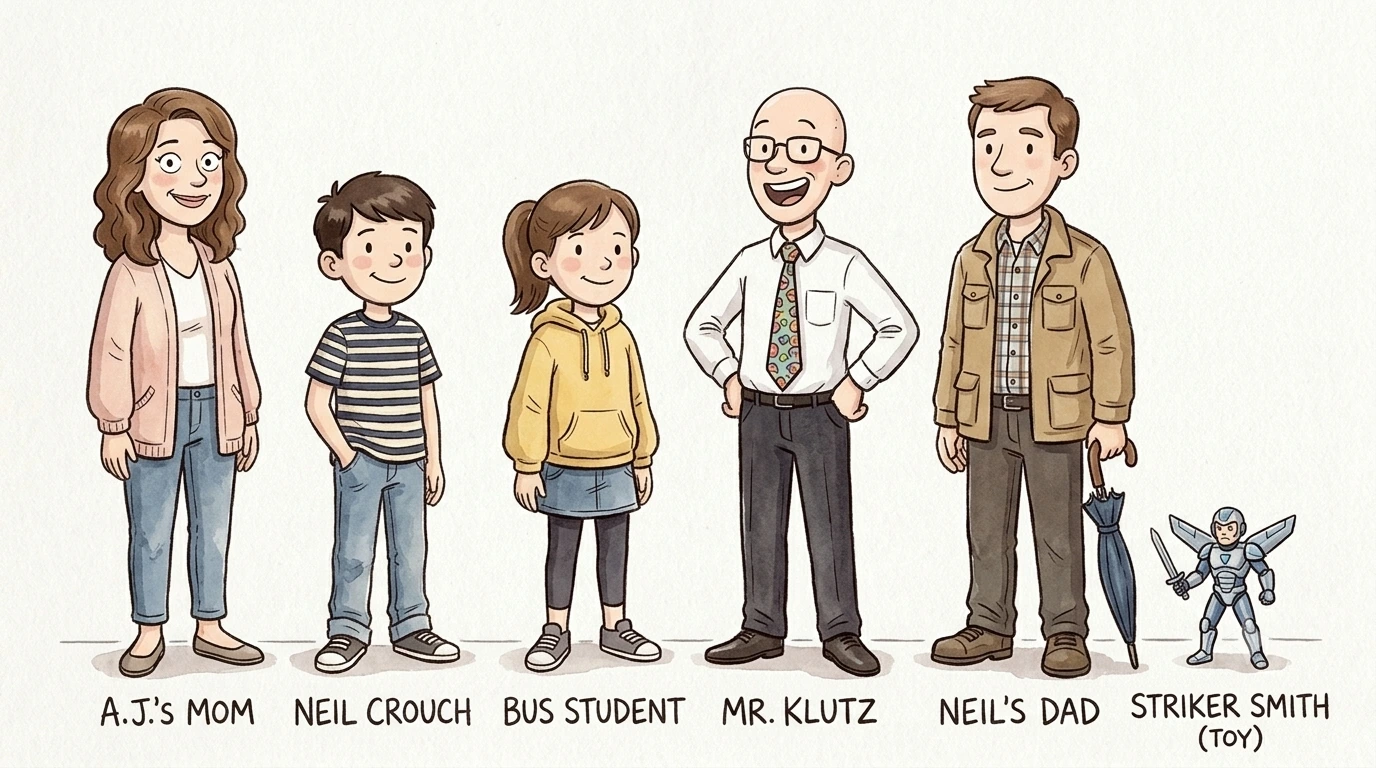 A.J.'s MOM
NEIL CROUCH
BUS STUDENT
MR. KLUTZ
NEIL'S DAD
STRIKER SMITH
(TOY)